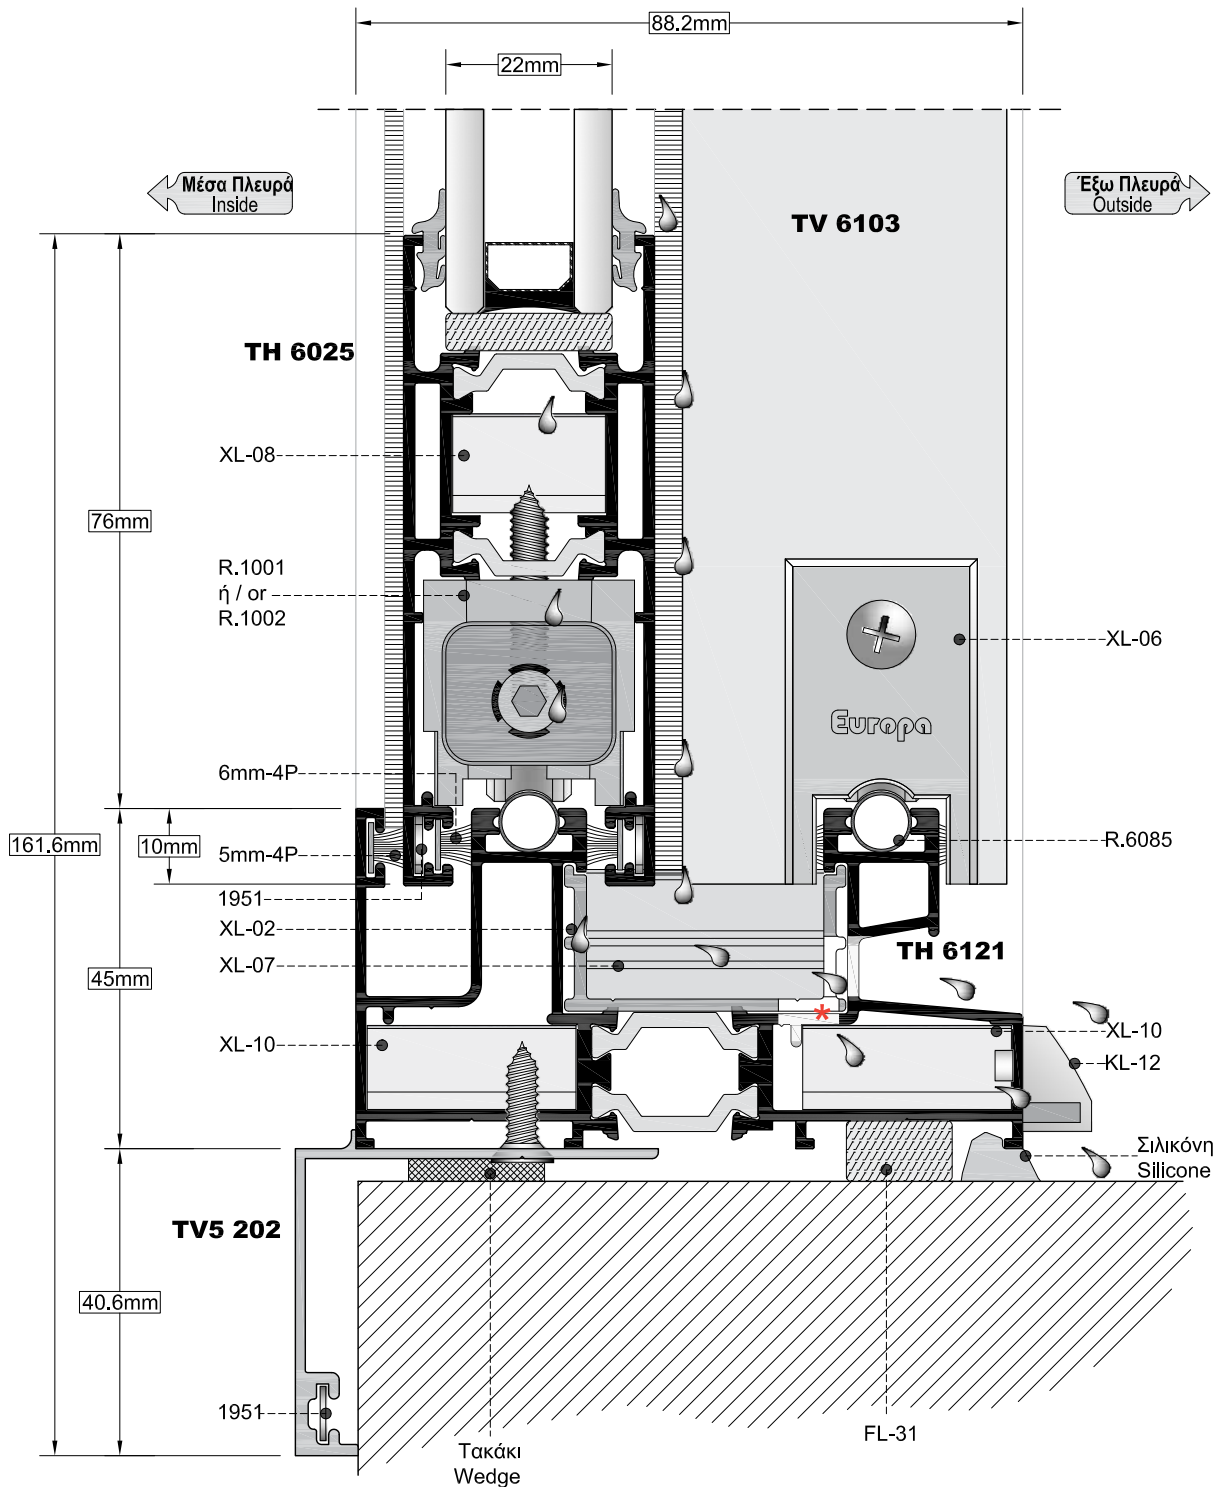 88.2mm
22mm
Μέσα Πλευρά
Inside
Έξω Πλευρά
Outside
TV 6103
TH 6025
XL-08
76mm
R.1001
ή / or
R.1002
XL-06
Europa
6mm-4P
161.6mm
10mm
5mm-4P
R.6085
1951
XL-02
TH 6121
XL-07
45mm
*
XL-10
XL-10
KL-12
Σιλικόνη
Silicone
TV5 202
40.6mm
1951
FL-31
Τακάκι
Wedge